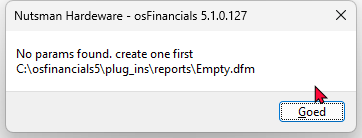 Nutsman Hardeware - osFinancials 5.1.0.127
No params found. create one first
C:\osfinancials5\plug_ins\reports\Empty.dfm
Goed